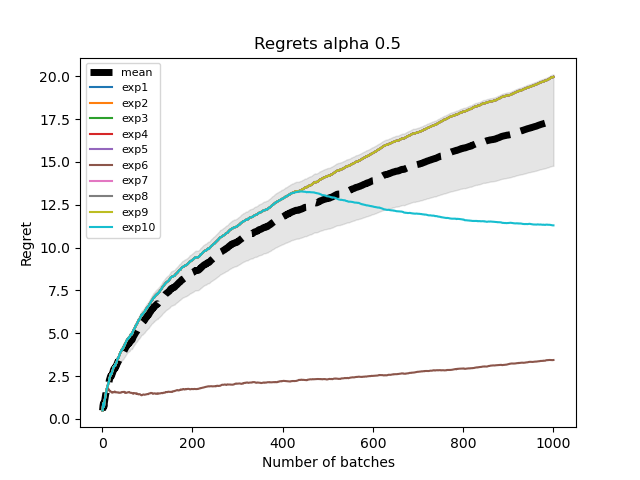 Regrets alpha 0.5
20.0
17.5
15.0
12.5
10.0
7.5
5.0
2.5
0.0
Regret
mean
exp1
exp2
exp3
exp4
exp5
exp6
exp7
exp8
exp9
exp10
0 200 400 600 800 1000
Number of batches